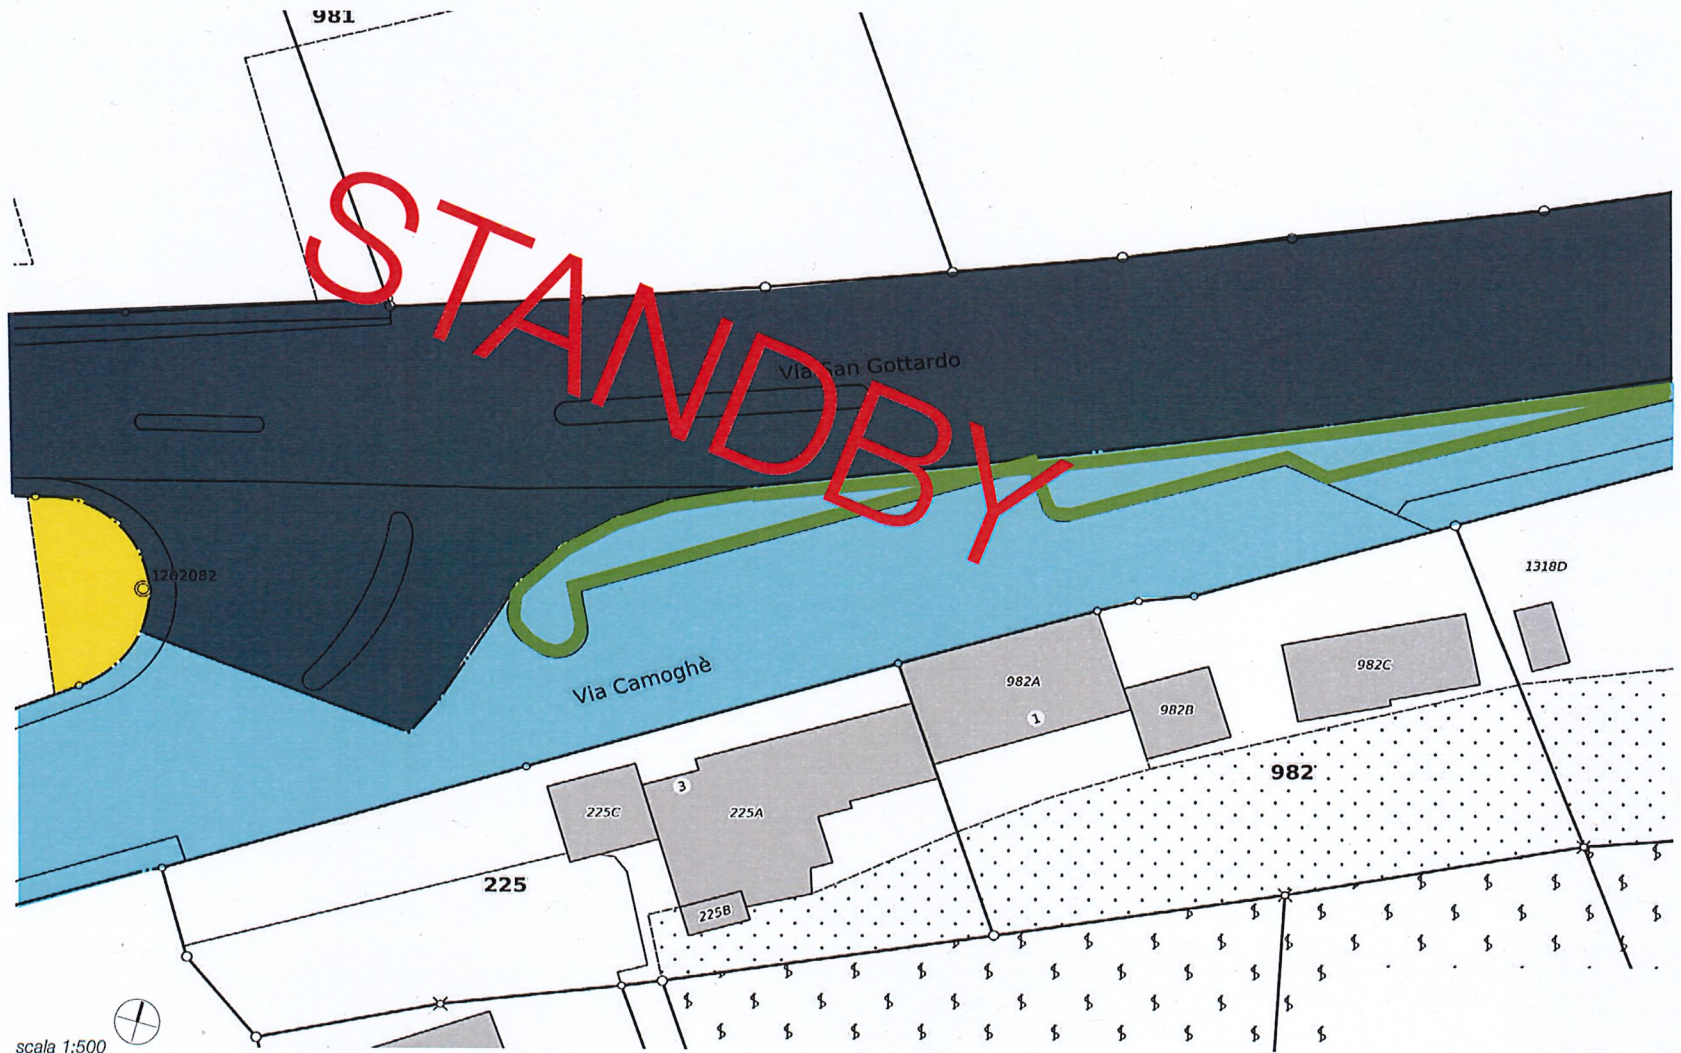 981
STANDBY
Via San Gottardo
1202082
1318D
Via Camoghè
982A
982C
1
982B
982
3
225C
225A
225
225B
scala 1:500